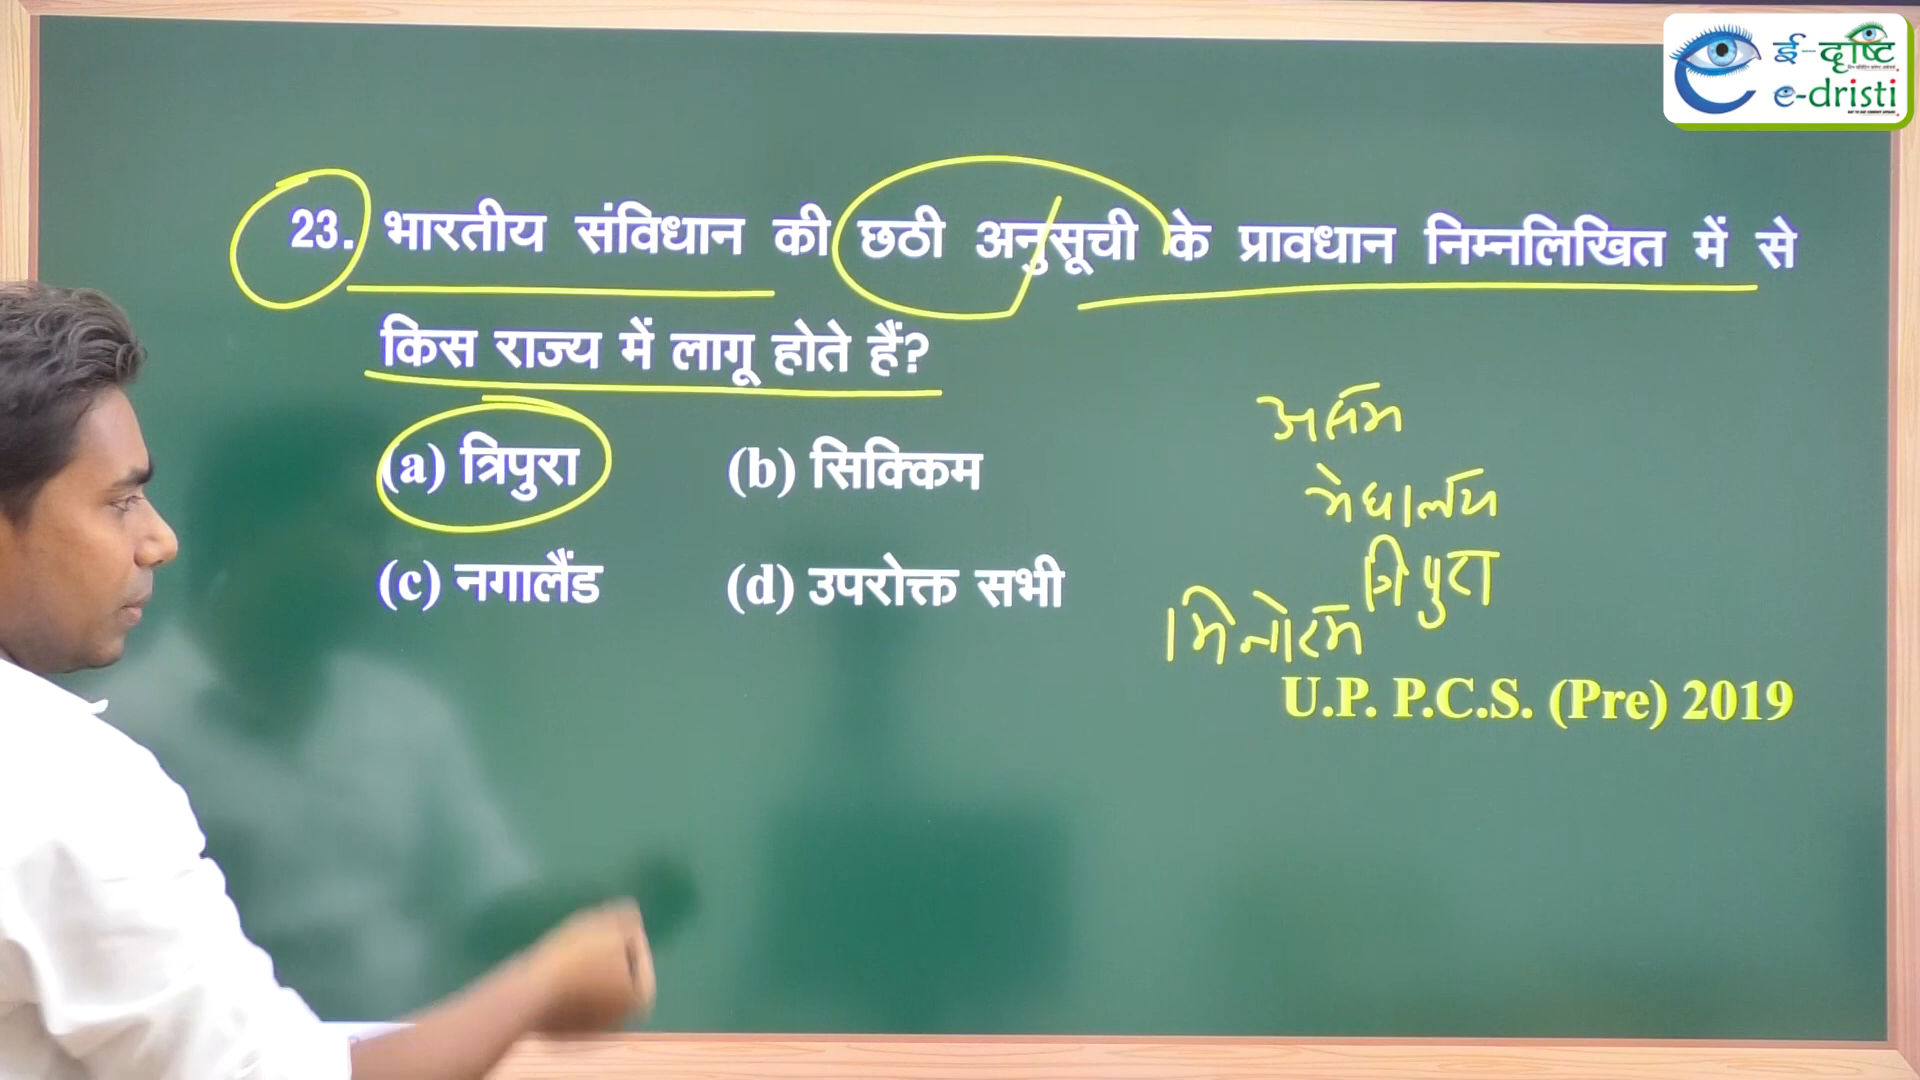 ई-दृष्टि
e-dristi
23. भारतीय संविधान की छठी अनुसूची के प्रावधान निम्नलिखित में से
किस राज्य में लागू होते हैं?
(a) त्रिपुरा (b) सिक्किम
(c) नगालैंड (d) उपरोक्त सभी
असम
मेघालय
त्रिपुरा
मिजोरम
U.P. P.C.S. (Pre) 2019